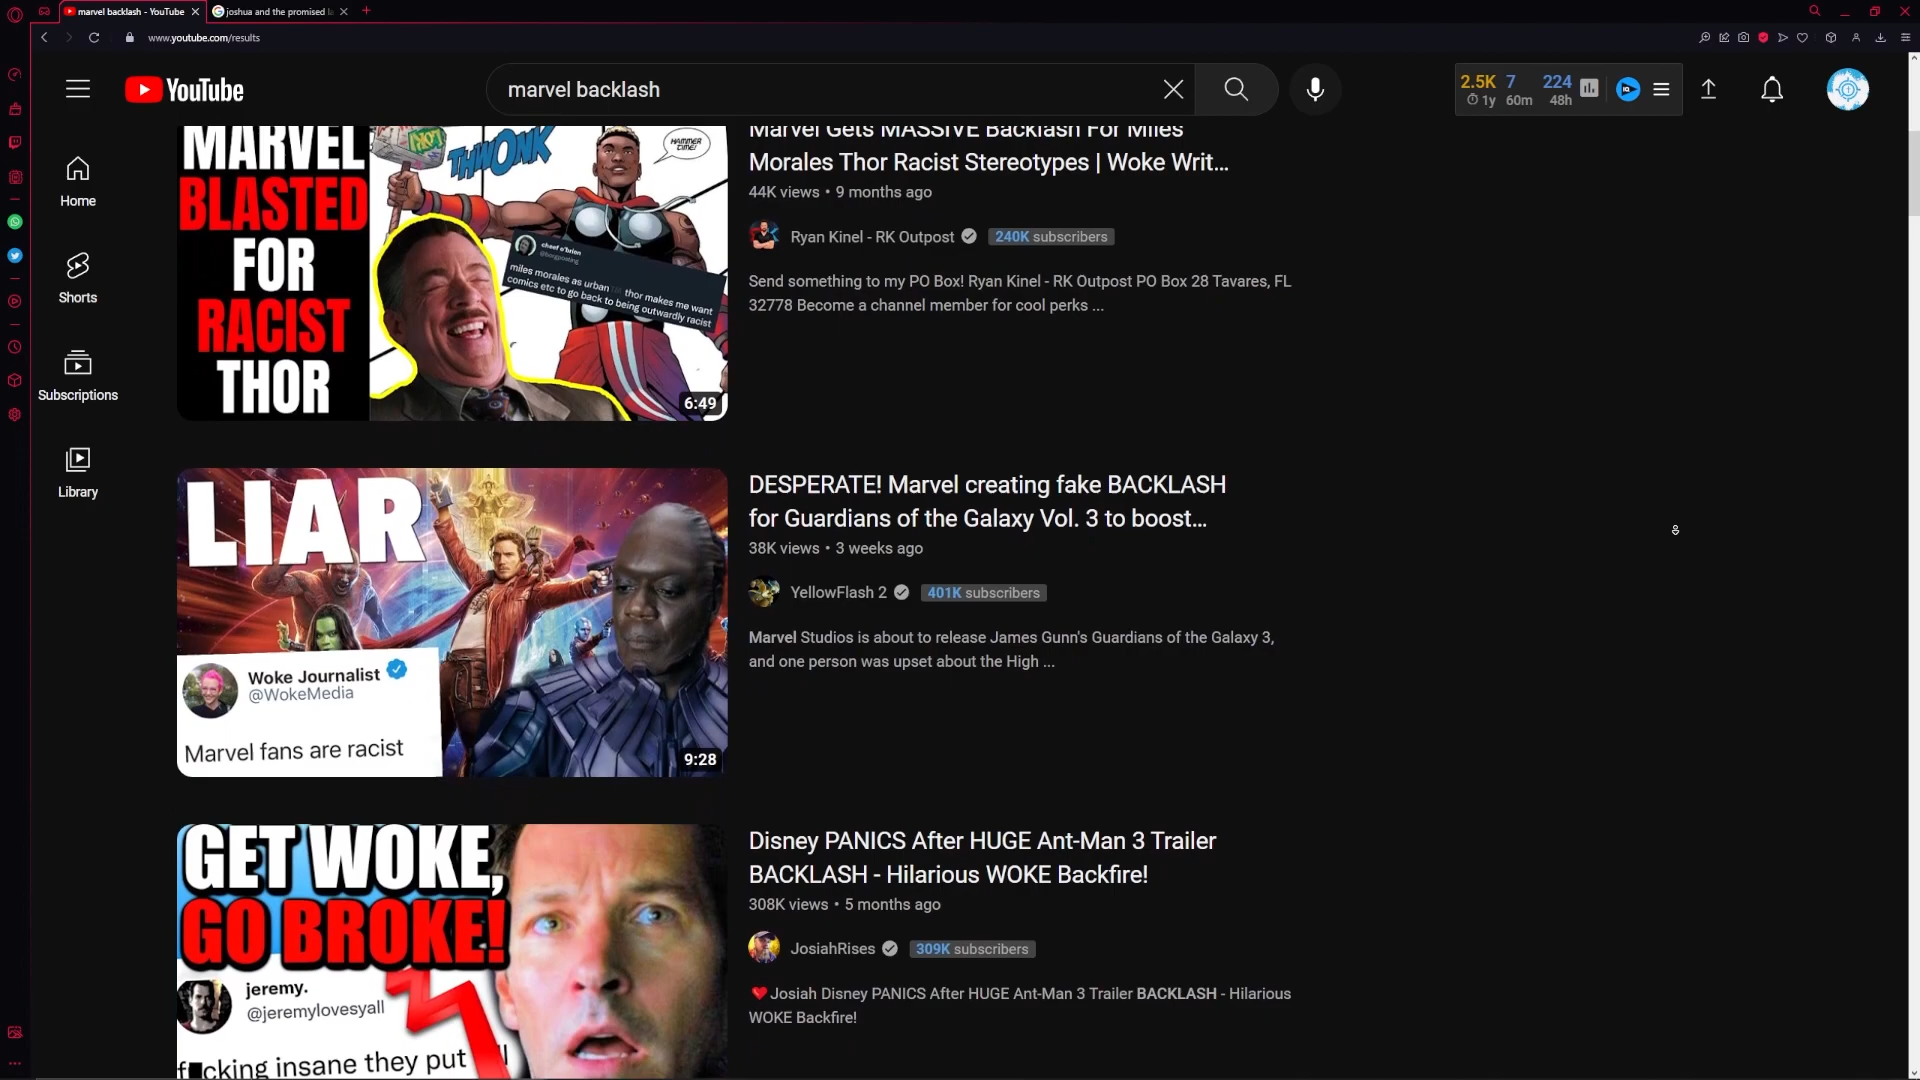 marvel backlash - YouTube
joshua and the promised la
www.youtube.com/results
YouTube
marvel backlash
2.5K 7 224
1y 60m 48h
Home
Shorts
Subscriptions
Library
MARVEL
BLASTED
FOR
RACIST
THOR
THWONK
HAMMER
TIME!
cheef o'brien
miles morales as urban thor makes me want
comics etc to go back to being outwardly racist
6:49
Marvel Gets MASSIVE Backlash For Miles
Morales Thor Racist Stereotypes | Woke Writ...
44K views • 9 months ago
Ryan Kinel - RK Outpost
240K subscribers
Send something to my PO Box! Ryan Kinel - RK Outpost PO Box 28 Tavares, FL
32778 Become a channel member for cool perks ...
LIAR
Woke Journalist
@WokeMedia
Marvel fans are racist
9:28
DESPERATE! Marvel creating fake BACKLASH
for Guardians of the Galaxy Vol. 3 to boost...
38K views • 3 weeks ago
YellowFlash 2
401K subscribers
Marvel Studios is about to release James Gunn's Guardians of the Galaxy 3,
and one person was upset about the High ...
GET WOKE,
GO BROKE!
jeremy.
@jeremylovesyall
f cking insane they put
Disney PANICS After HUGE Ant-Man 3 Trailer
BACKLASH - Hilarious WOKE Backfire!
308K views • 5 months ago
JosiahRises
309K subscribers
❤Josiah Disney PANICS After HUGE Ant-Man 3 Trailer BACKLASH - Hilarious
WOKE Backfire!